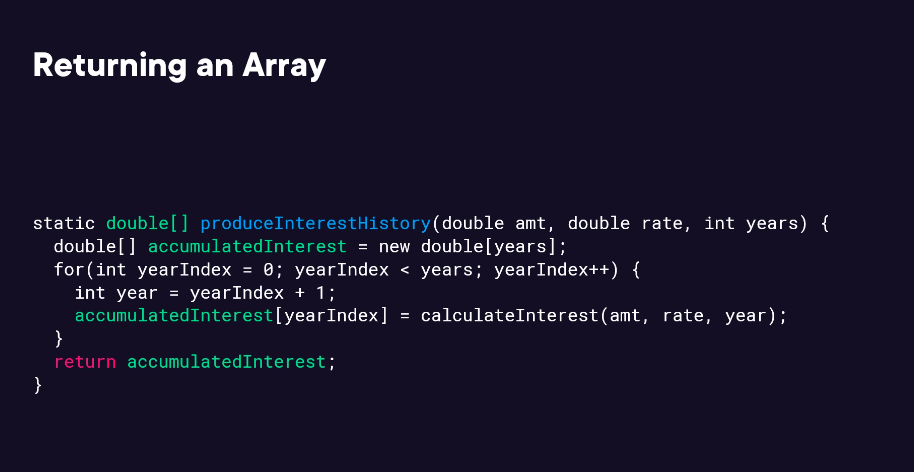 Returning an Array
static double[] produceInterestHistory(double amt, double rate, int years) {
  double[] accumulatedInterest = new double[years];
  for(int yearIndex = 0; yearIndex < years; yearIndex++) {
    int year = yearIndex + 1;
    accumulatedInterest[yearIndex] = calculateInterest(amt, rate, year);
  }
  return accumulatedInterest;
}